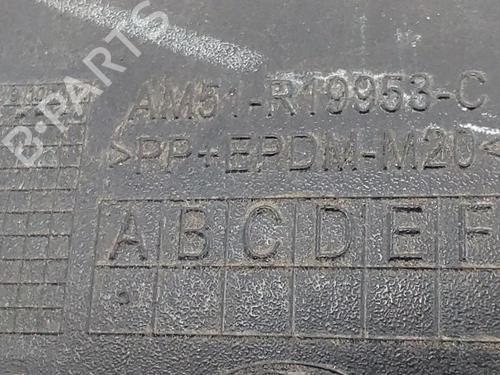 B-PARTS
AM51-R19953-C
>PP+EPDM-M20<
A B C D E F